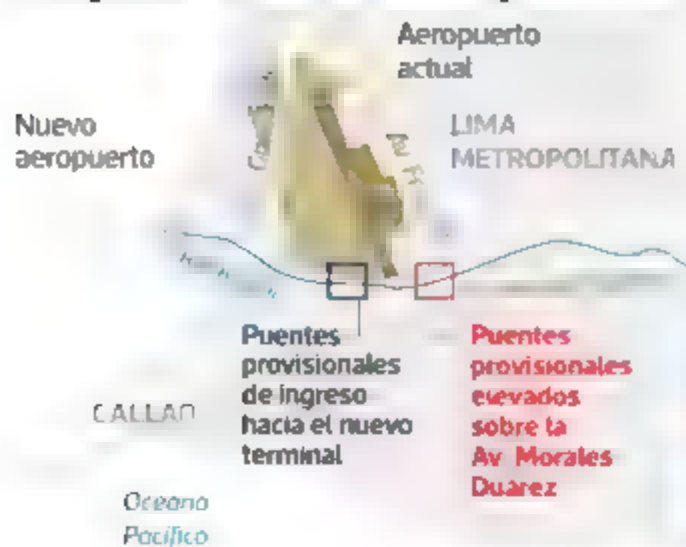 Aeropuerto
actual
Nuevo
aeropuerto
LIMA
METROPOLITANA
Puentes
provisionales
de ingreso
hacia el nuevo
terminal
Puentes
provisionales
elevados
sobre la
Av. Morales
Duarez
CALLAO
Oceano
Pacífico